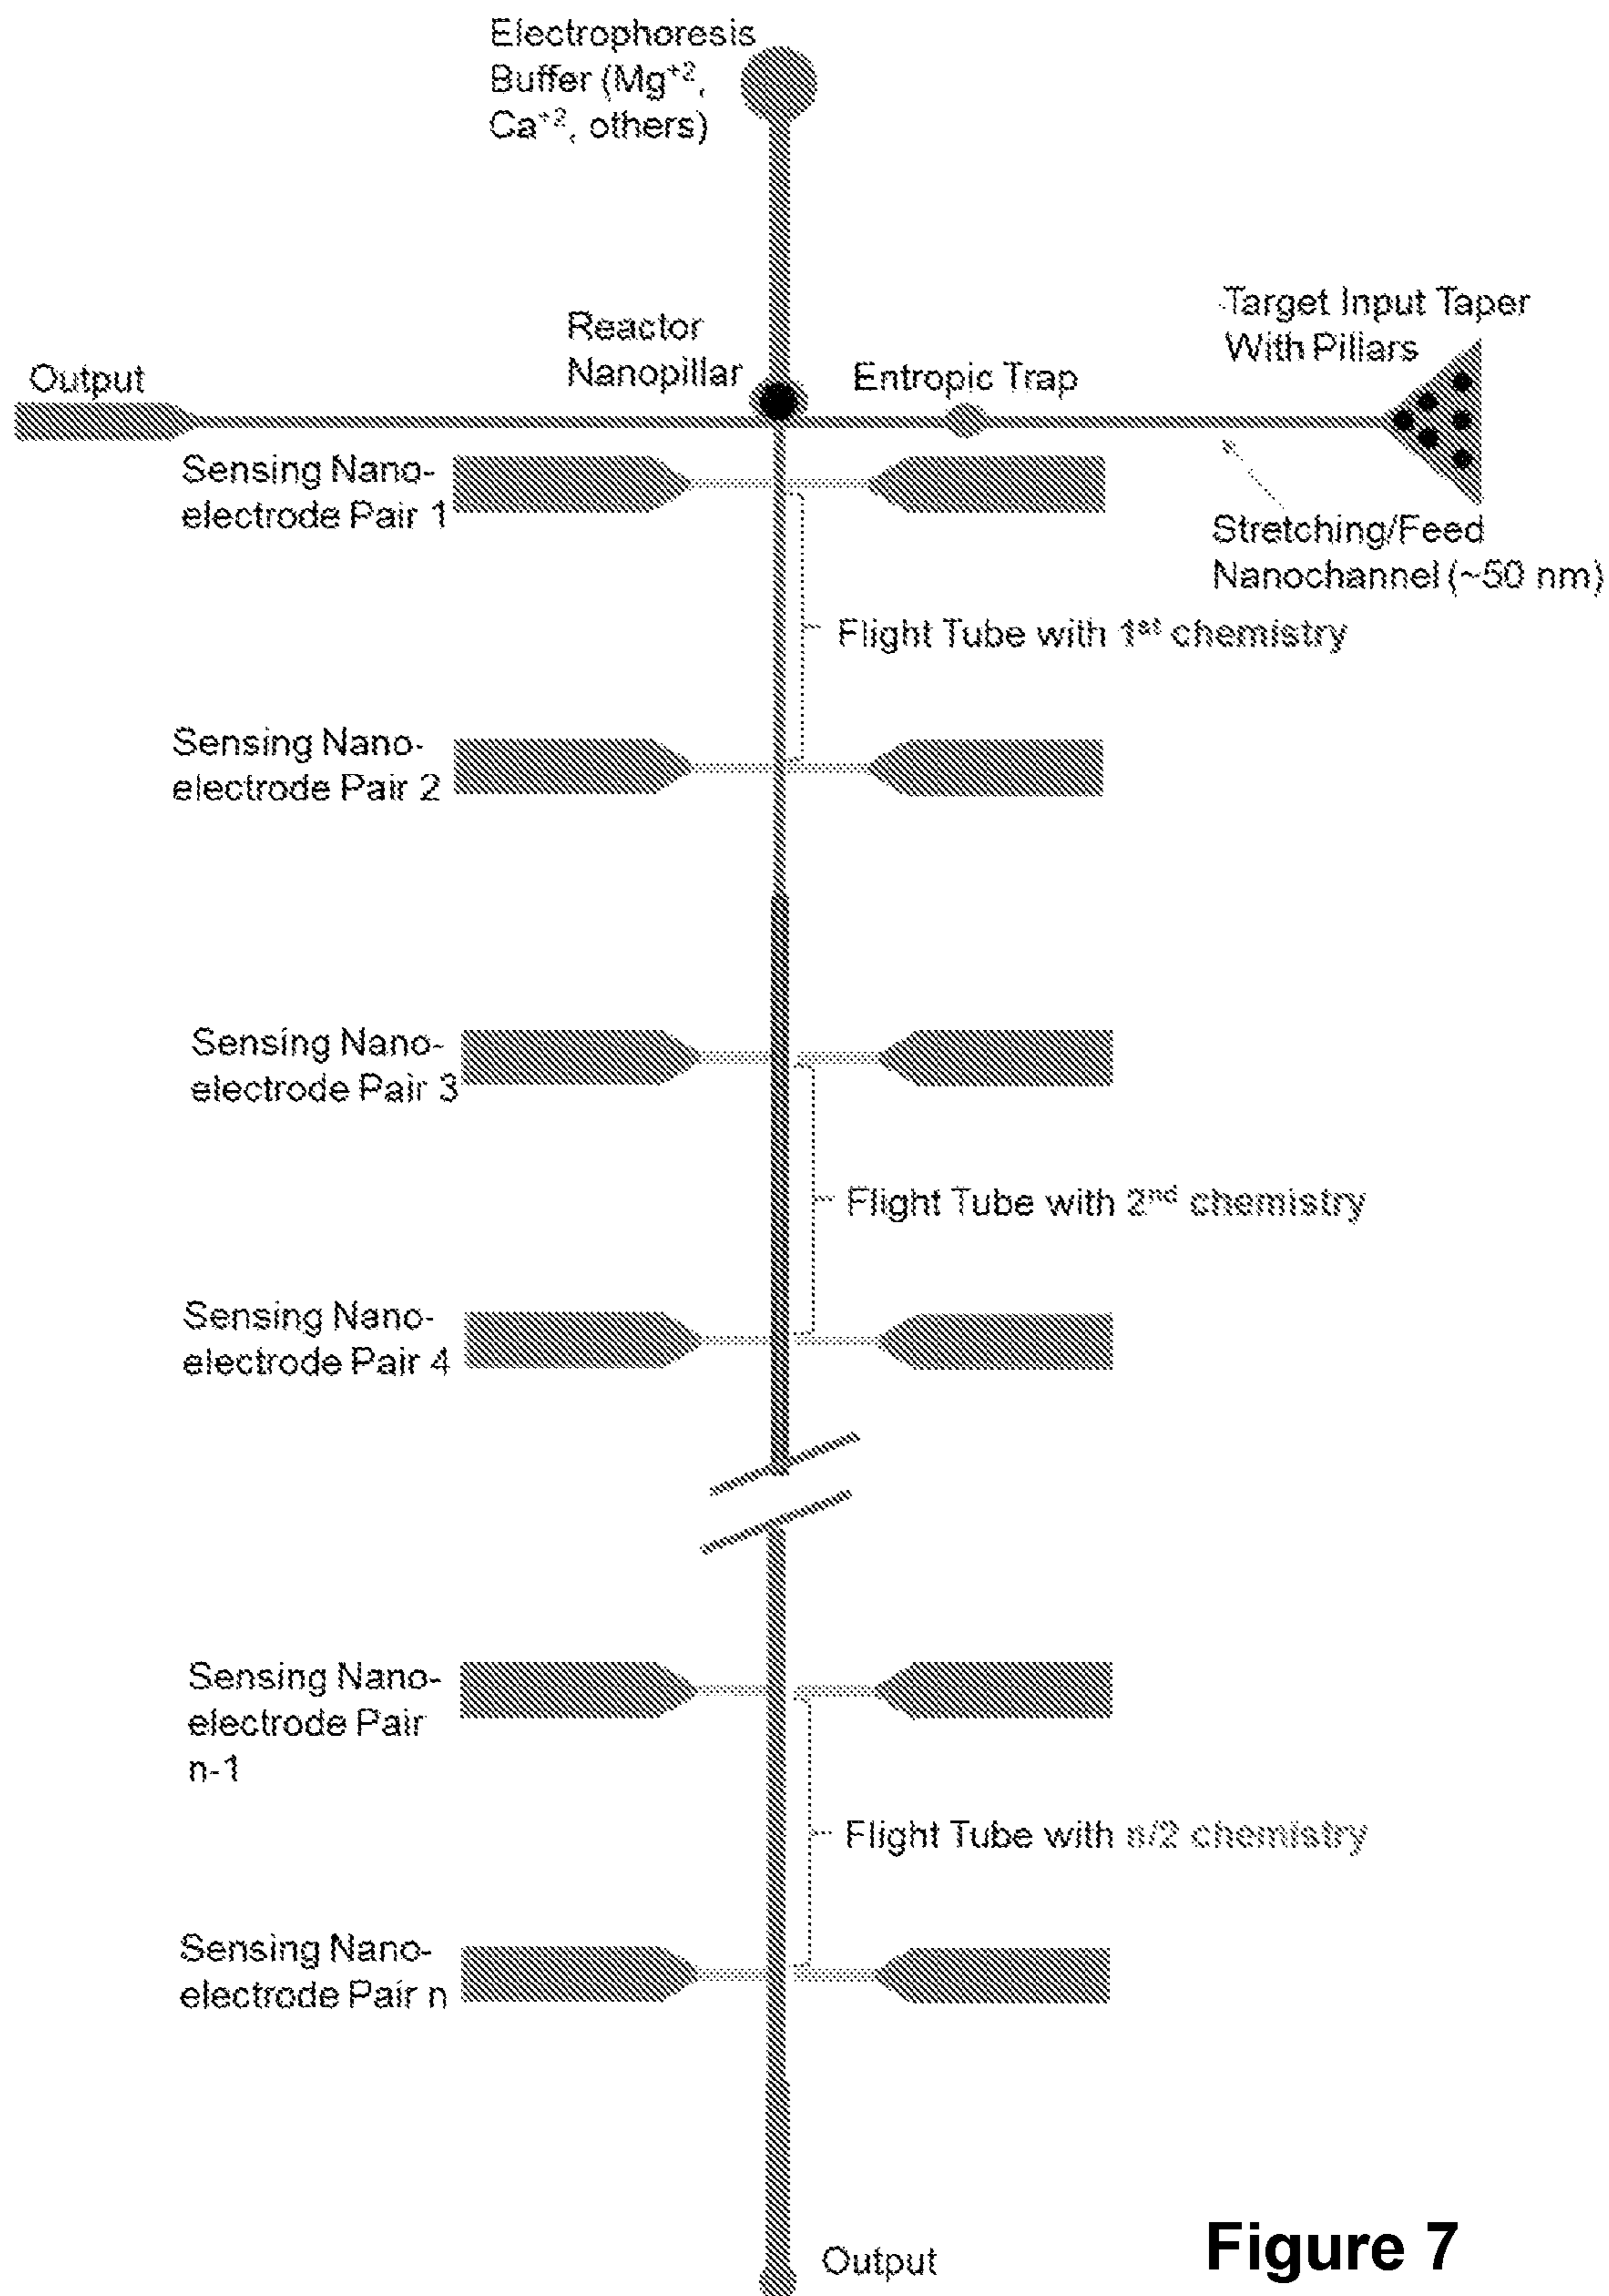 Electrophoresis
Buffer (Mg+2,
Ca+2, others)
Reactor
Nanopillar
Target Input Taper
With Pillars
Output
Entropic Trap
Sensing Nano-
electrode Pair 1
Stretching/Feed
Nanochannel (~50 nm)
Flight Tube with 1st chemistry
Sensing Nano-
electrode Pair 2
Sensing Nano-
electrode Pair 3
Flight Tube with 2nd chemistry
Sensing Nano-
electrode Pair 4
Sensing Nano-
electrode Pair
n-1
Flight Tube with n/2 chemistry
Sensing Nano-
electrode Pair n
Output
Figure 7